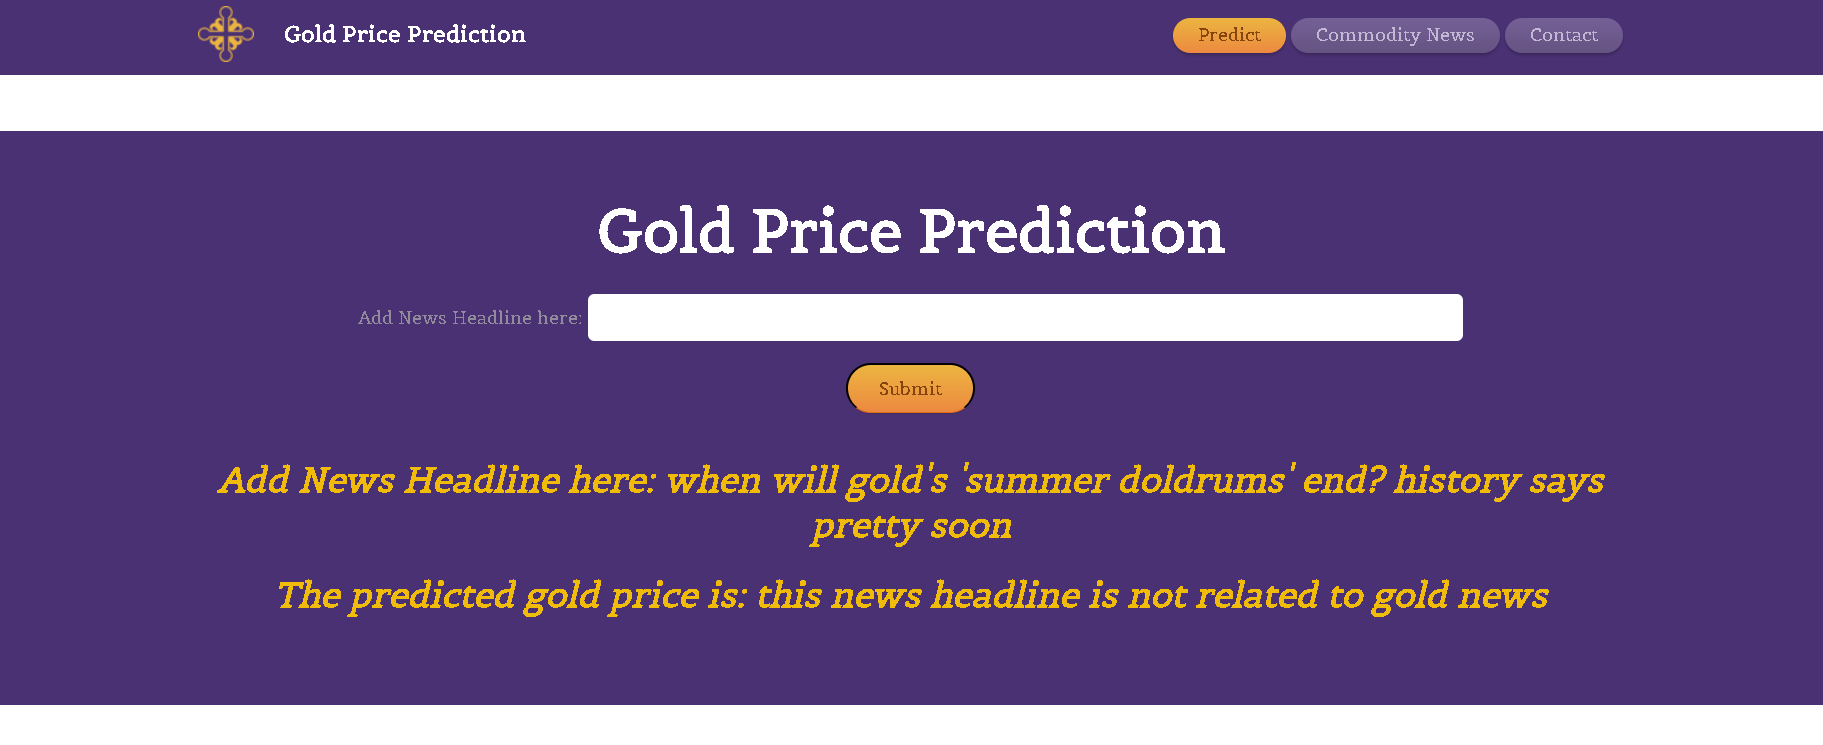 Gold Price Prediction
Predict
Commodity News
Contact
Gold Price Prediction
Add News Headline here:
Submit
Add News Headline here: when will gold's 'summer doldrums' end? history says
pretty soon
The predicted gold price is: this news headline is not related to gold news